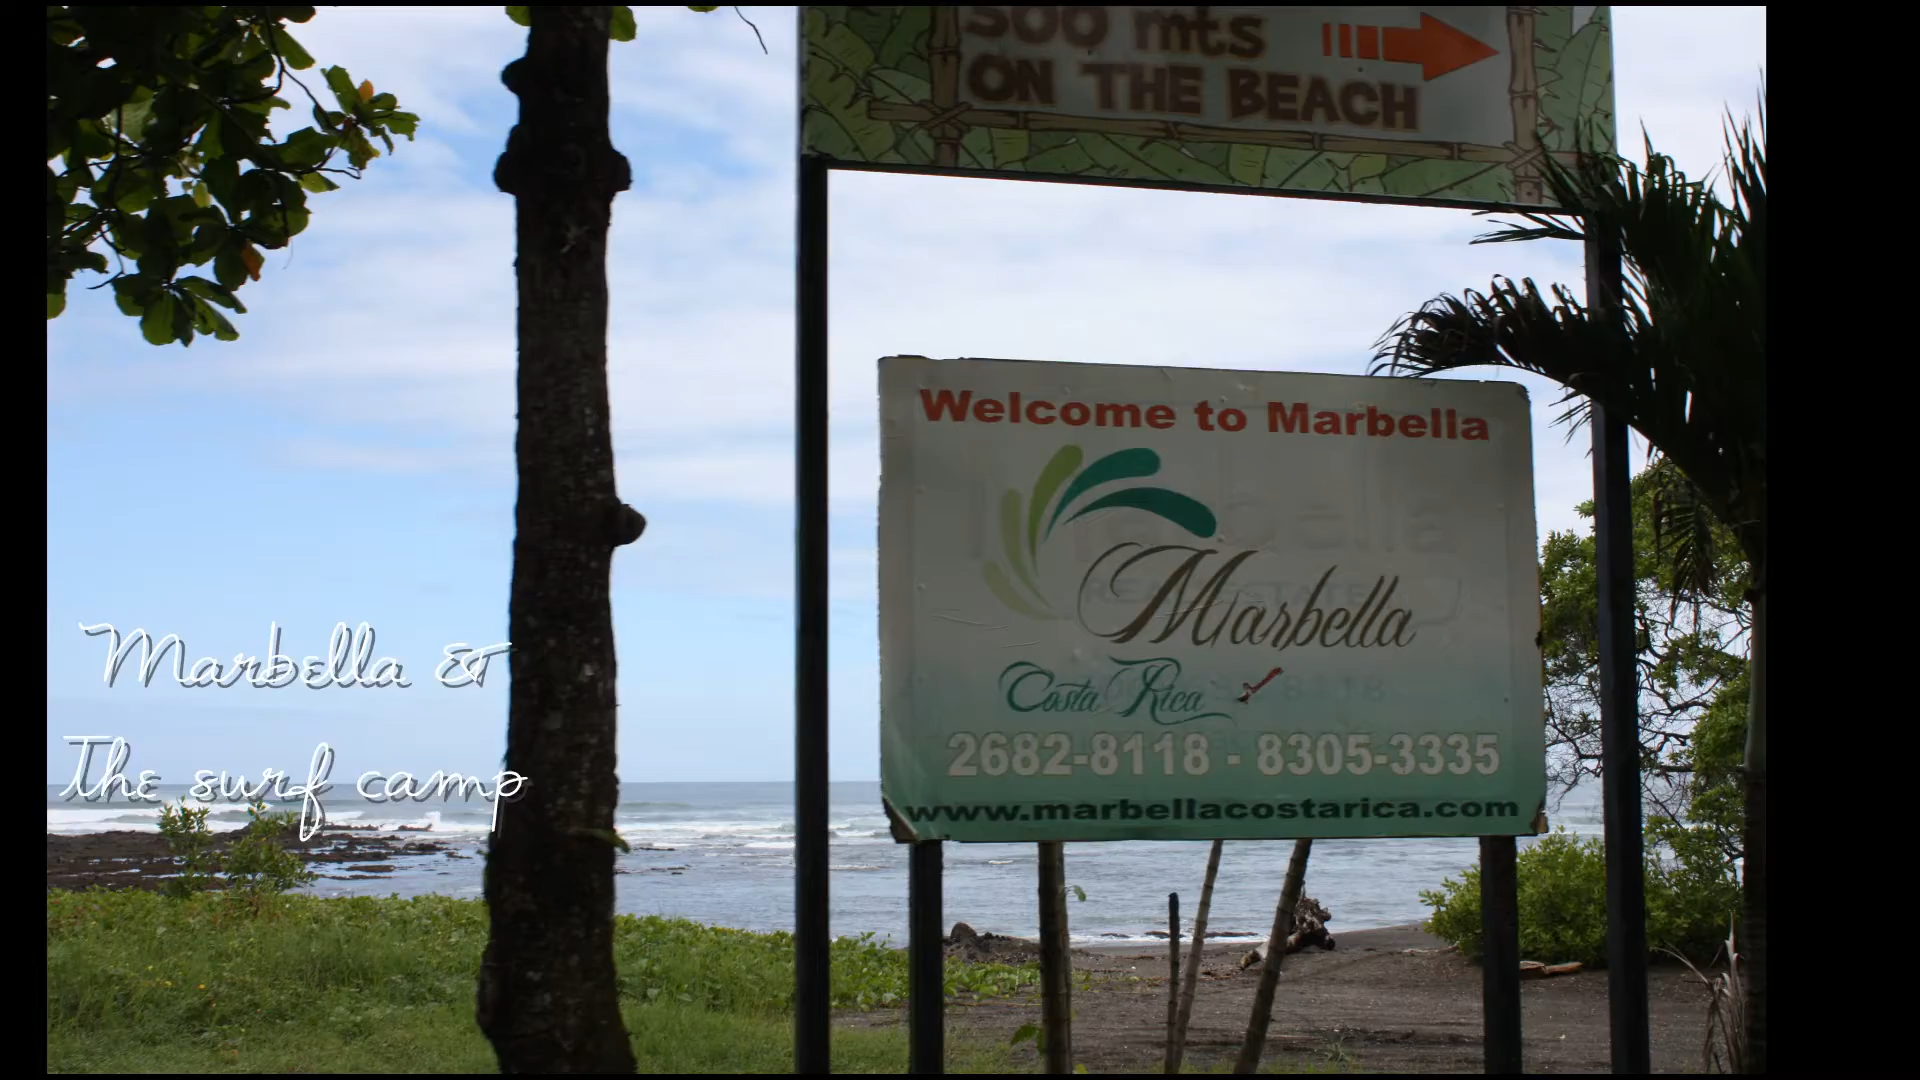 500 mts
ON THE BEACH
Welcome to Marbella
Marbella
Costa Rica
2682-8118 - 8305-3335
www.marbellacostarica.com
Marbella &
The surf camp